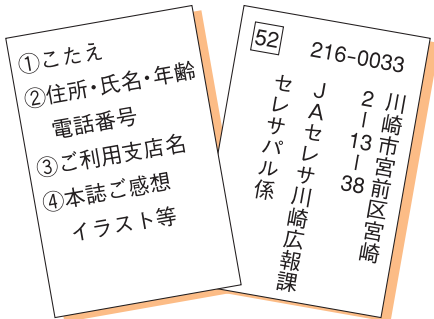 ①こたえ
②住所・氏名・年齢
電話番号
③ご利用支店名
④本誌ご感想
イラスト等
52
216-0033
川崎市宮前区宮崎
2-13-38
JAセレサ川崎広報課
セレサパル係